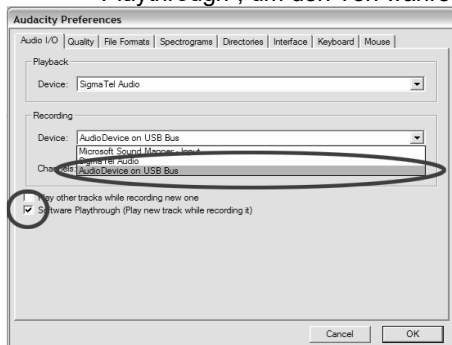 Playthrough", um den Ton während
Audacity Preferences
Audio I/O Quality File Formats Spectrograms Directories Interface Keyboard Mouse
Playback
Device: SigmaTel Audio
Recording
Device: AudioDevice on USB Bus
Microsoft Sound Mapper - Input
SigmaTel Audio
Channels AudioDevice on USB Bus
Play other tracks while recording new one
Software Playthrough (Play new track while recording it)
Cancel OK